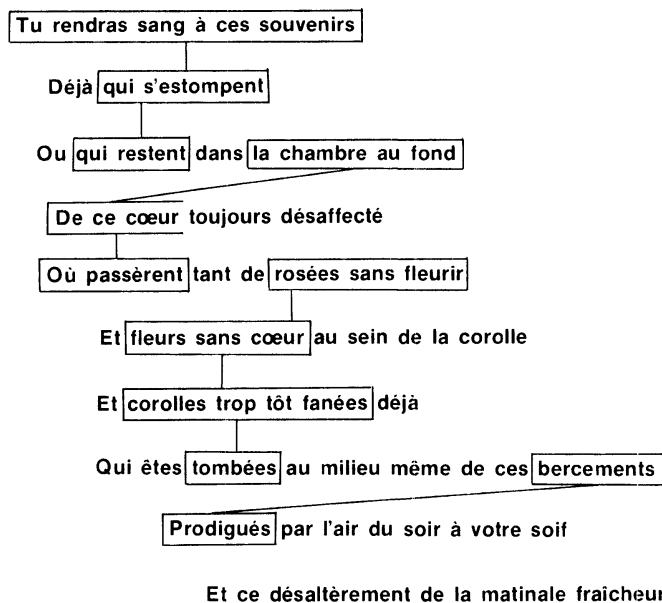 Tu rendras sang à ces souvenirs
Déjà qui s'estompent
Ou qui restent dans la chambre au fond
De ce cœur toujours désaffecté
Où passèrent tant de rosées sans fleurir
Et fleurs sans cœur au sein de la corolle
Et corolles trop tôt fanées déjà
Qui êtes tombées au milieu même de ces bercements
Prodigués par l'air du soir à votre soif
Et ce désaltèrement de la matinale fraîcheur